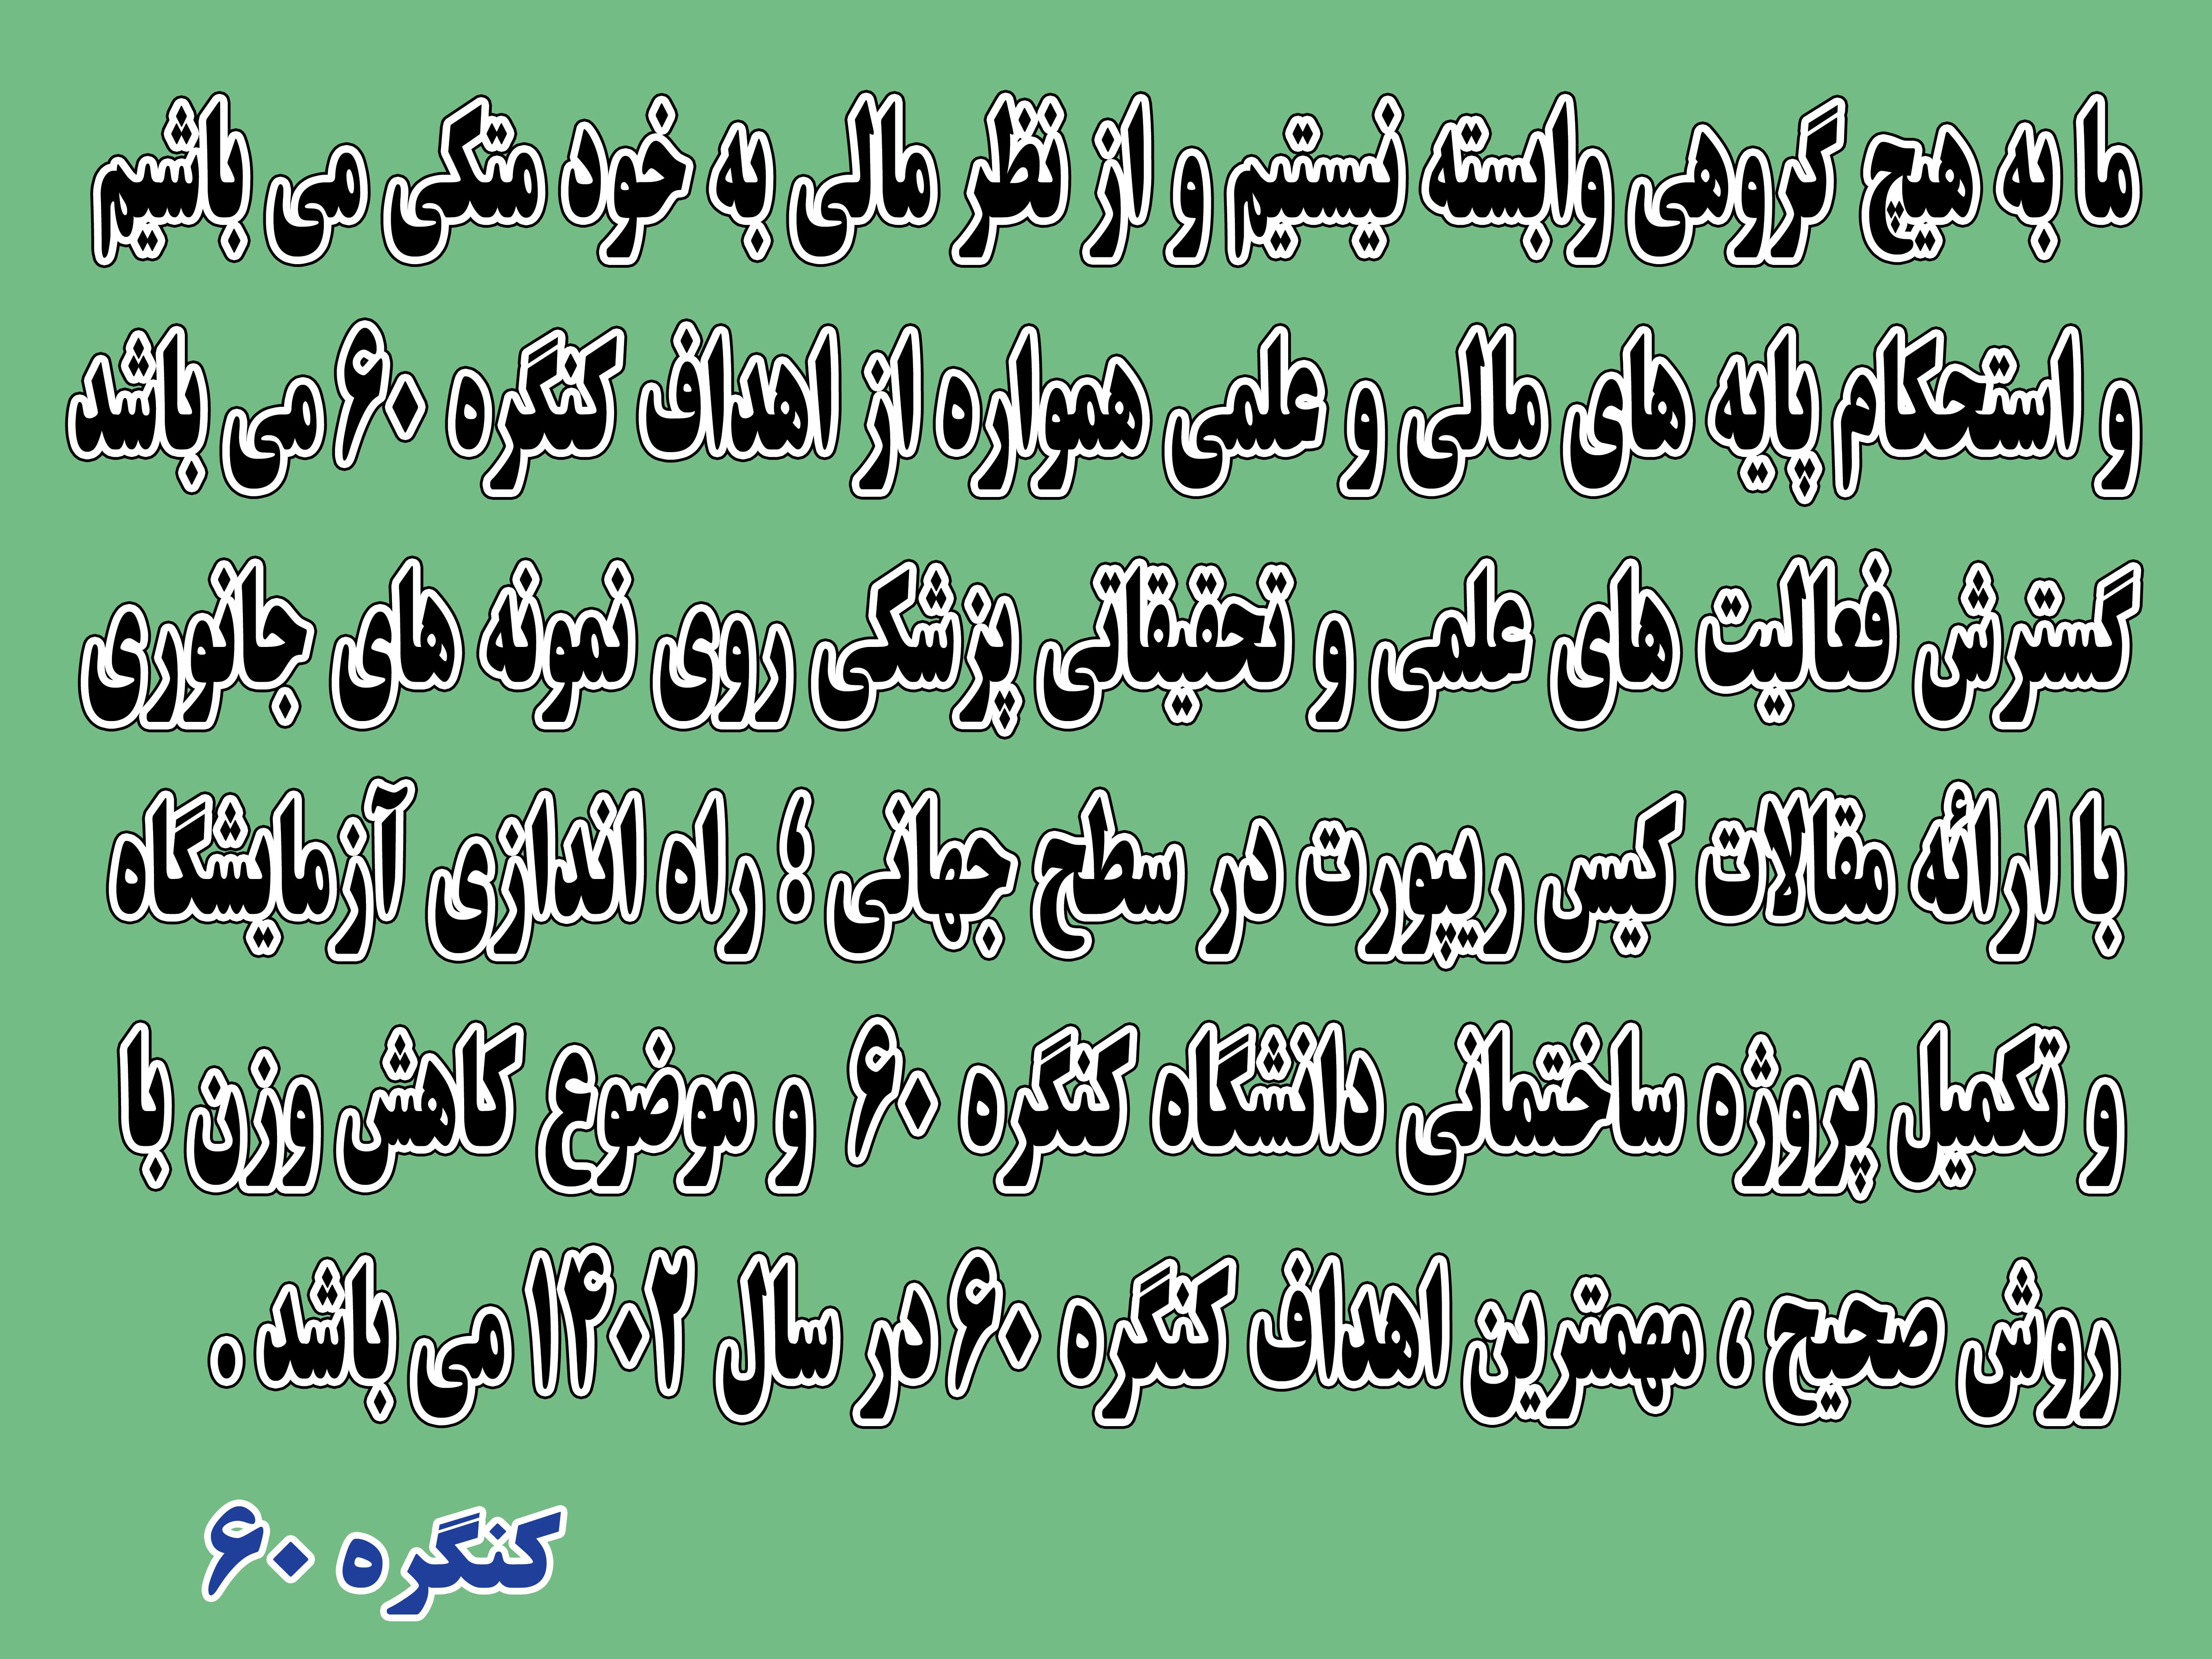 ما به هیچ گروهی وابسته نیستیم و از نظر مالی به خود متکی می باشیم
و استحکام پایه های مالی و علمی همواره از اهداف کنگره ۶۰ می باشد
گسترش فعالیت های علمی و تحقیقاتی پزشکی روی نمونه های جانوری
با ارائه مقالات کیس ریپورت در سطح جهانی ؛ راه اندازی آزمایشگاه
و تکمیل پروژه ساختمانی دانشگاه کنگره ۶۰ و موضوع کاهش وزن با
روش صحیح ، مهمترین اهداف کنگره ۶۰ در سال ۱۴۰۲ می باشد .
کنگره ۶۰